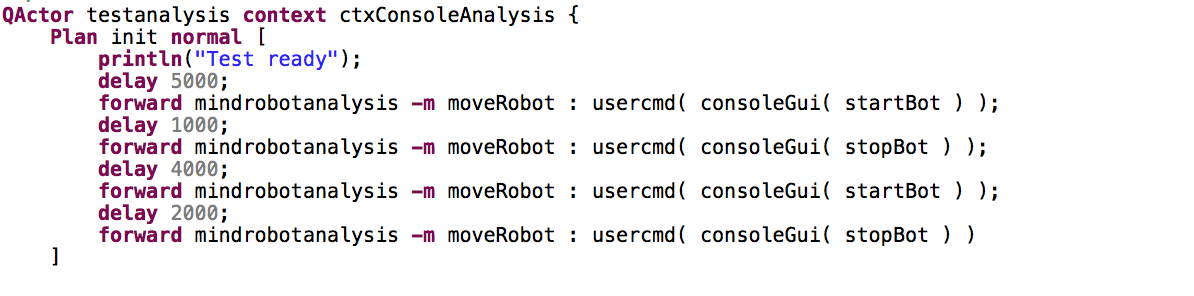 QActor testanalysis context ctxConsoleAnalysis {
    Plan init normal [
        println("Test ready");
        delay 5000;
        forward mindrobotanalysis -m moveRobot : usercmd( consoleGui( startBot ) );
        delay 1000;
        forward mindrobotanalysis -m moveRobot : usercmd( consoleGui( stopBot ) );
        delay 4000;
        forward mindrobotanalysis -m moveRobot : usercmd( consoleGui( startBot ) );
        delay 2000;
        forward mindrobotanalysis -m moveRobot : usercmd( consoleGui( stopBot ) )
    ]